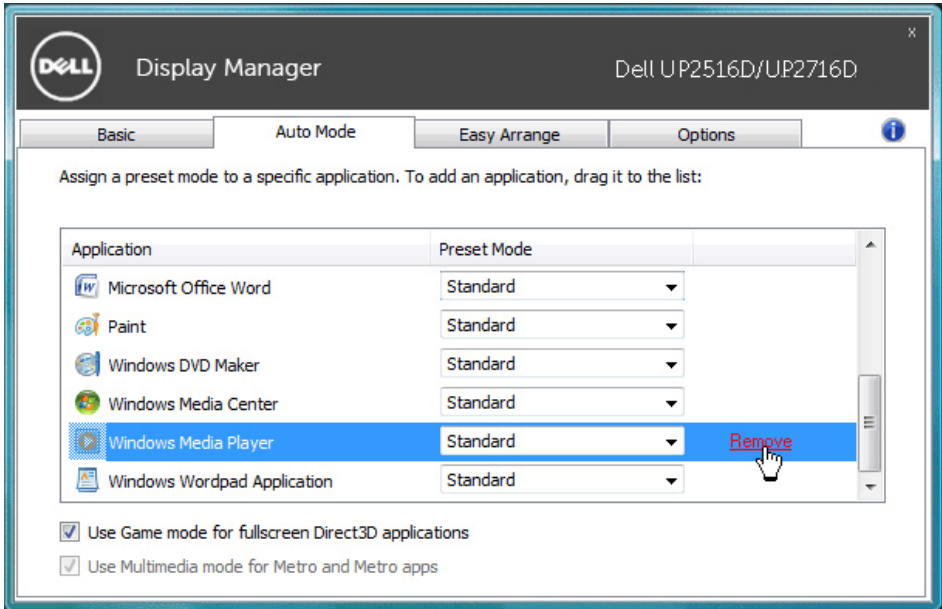 x
DELL Display Manager Dell UP2516D/UP2716D
Basic Auto Mode Easy Arrange Options i
Assign a preset mode to a specific application. To add an application, drag it to the list:
Application Preset Mode
Microsoft Office Word Standard
Paint Standard
Windows DVD Maker Standard
Windows Media Center Standard
Windows Media Player Standard Remove
Windows Wordpad Application Standard
Use Game mode for fullscreen Direct3D applications
Use Multimedia mode for Metro and Metro apps